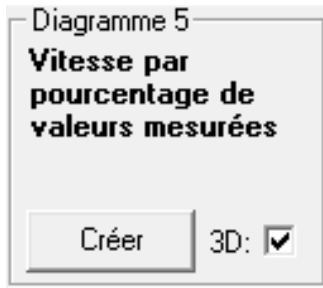 Diagramme 5
Vitesse par
pourcentage de
valeurs mesurées
Créer 3D: